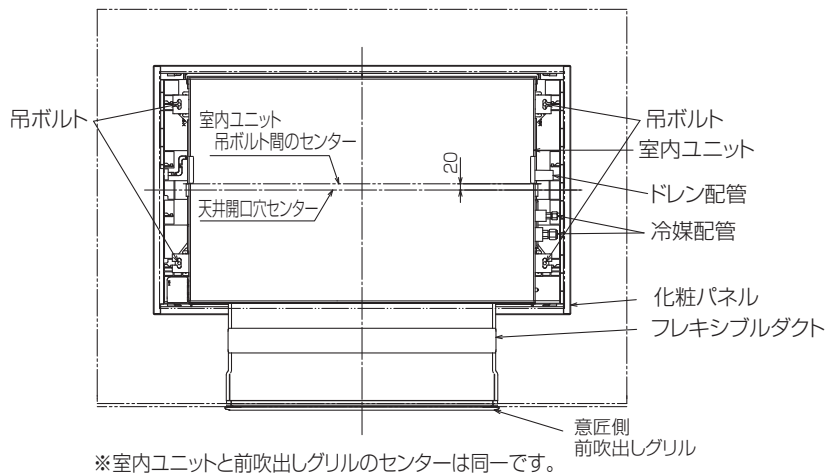 吊ボルト
室内ユニット
吊ボルト間のセンター
天井開口穴センター
20
吊ボルト
室内ユニット
ドレン配管
冷媒配管
化粧パネル
フレキシブルダクト
意匠側
前吹出しグリル
※室内ユニットと前吹出しグリルのセンターは同一です。